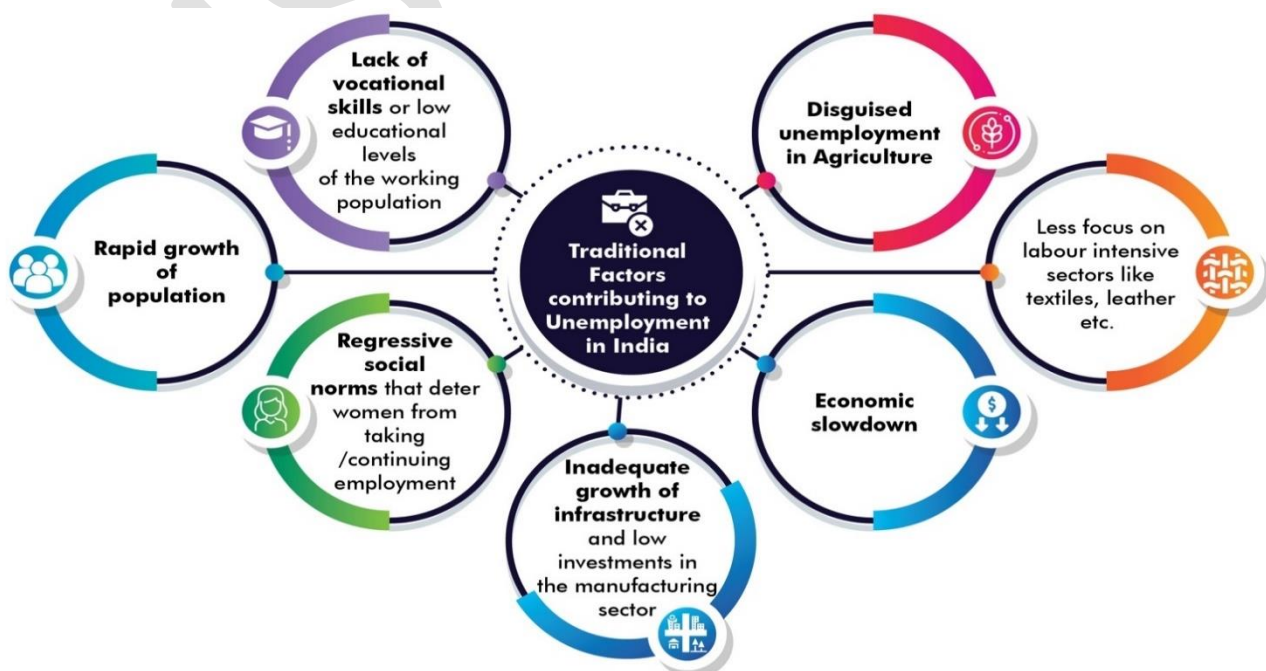 Lack of
vocational
skills or low
educational
levels
of the working
population
Disguised
unemployment
in Agriculture
Rapid growth
of
population
Traditional
Factors
contributing to
Unemployment
in India
Less focus on
labour intensive
sectors like
textiles, leather
etc.
Regressive
social
norms that deter
women from
taking
/continuing
employment
Economic
slowdown
Inadequate
growth of
infrastructure
and low
investments in
the manufacturing
sector